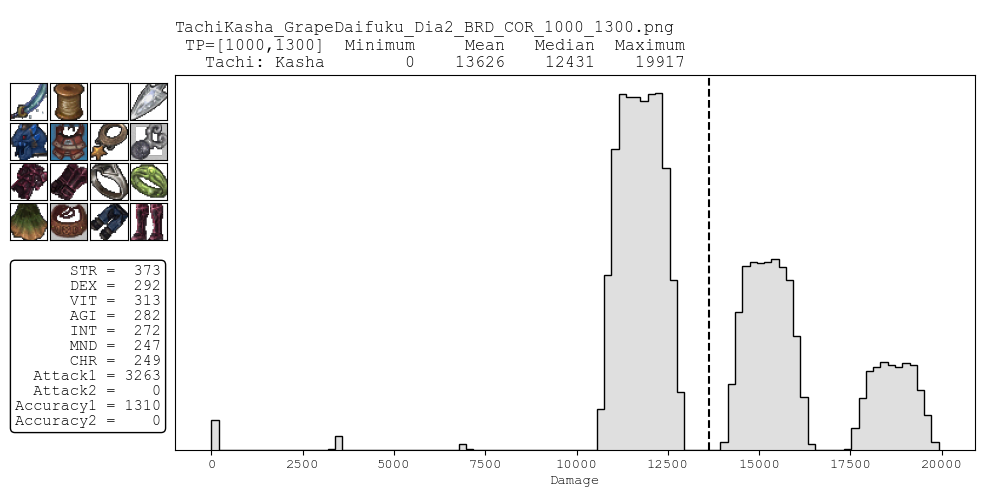 TachiKasha_GrapeDaifuku_Dia2_BRD_COR_1000_1300.png
TP=[1000,1300] Minimum Mean Median Maximum
Tachi: Kasha 0 13626 12431 19917
STR = 373
DEX = 292
VIT = 313
AGI = 282
INT = 272
MND = 247
CHR = 249
Attack1 = 3263
Attack2 = 0
Accuracy1 = 1310
Accuracy2 = 0
0 2500 5000 7500 10000 12500 15000 17500 20000
Damage